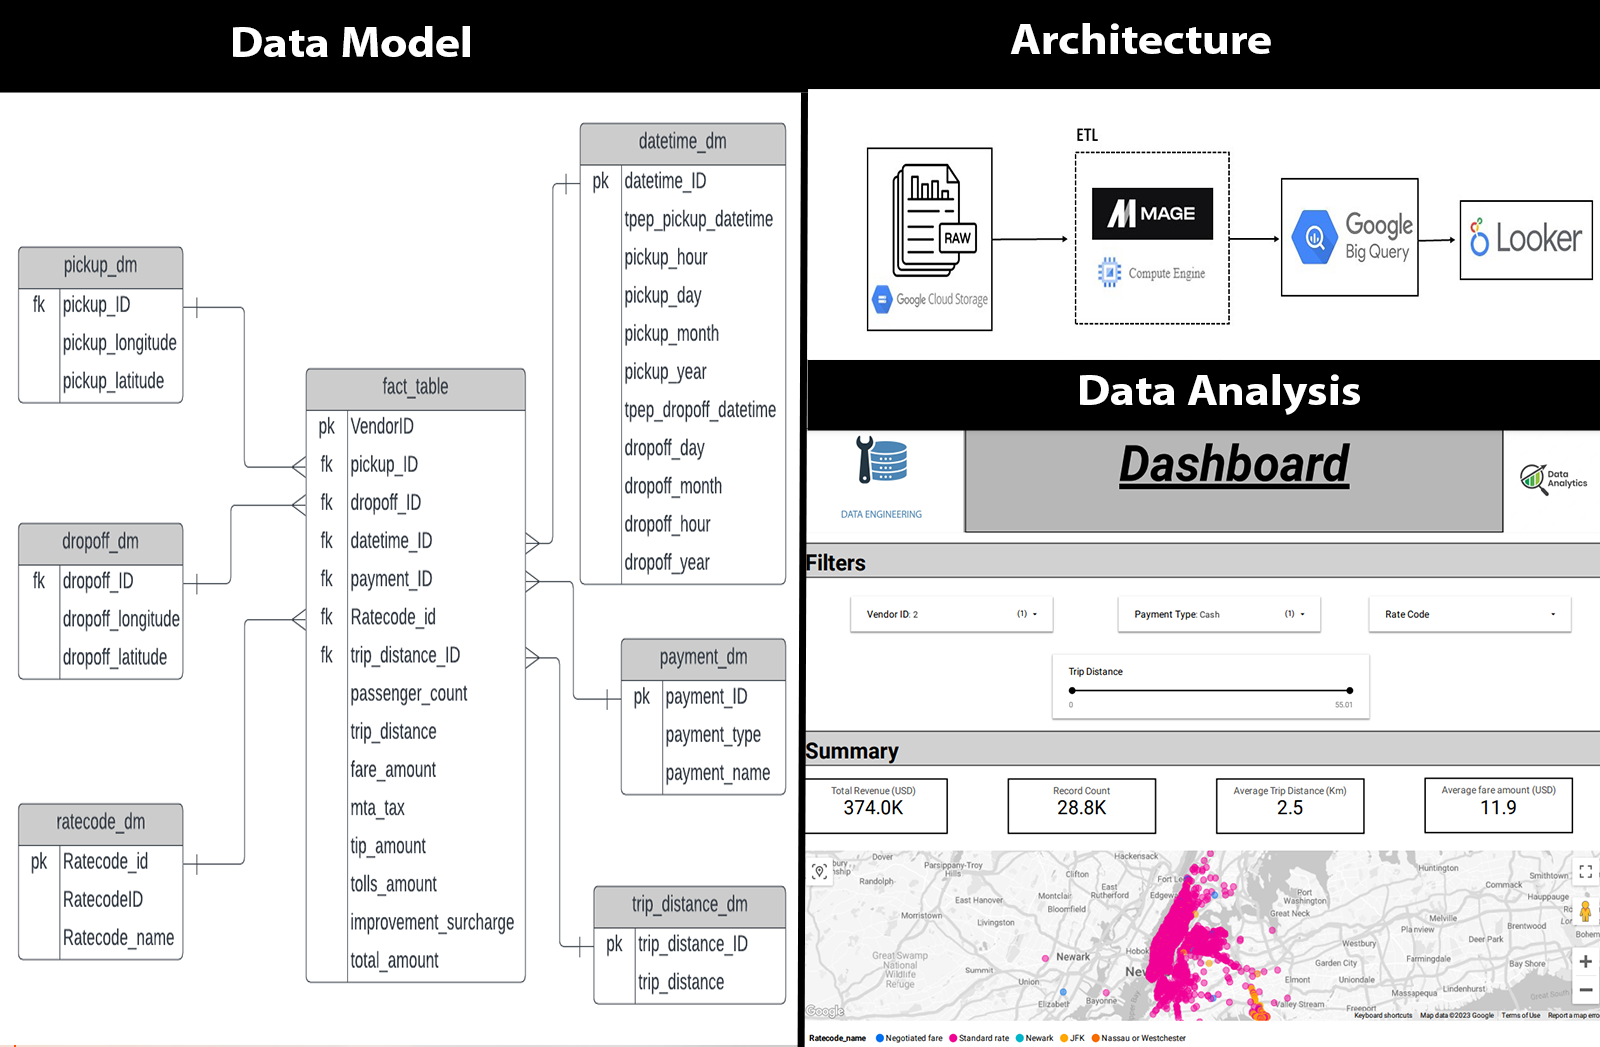 Data Model
pickup_dm
fk pickup_ID
pickup_longitude
pickup_latitude
dropoff_dm
fk dropoff_ID
dropoff_longitude
dropoff_latitude
ratecode_dm
pk Ratecode_id
RatecodeID
Ratecode_name
fact_table
pk VendorID
fk pickup_ID
fk dropoff_ID
fk datetime_ID
fk payment_ID
fk Ratecode_id
fk trip_distance_ID
passenger_count
trip_distance
fare_amount
mta_tax
tip_amount
tolls_amount
improvement_surcharge
total_amount
datetime_dm
pk datetime_ID
tpep_pickup_datetime
pickup_hour
pickup_day
pickup_month
pickup_year
tpep_dropoff_datetime
dropoff_day
dropoff_month
dropoff_hour
dropoff_year
payment_dm
pk payment_ID
payment_type
payment_name
trip_distance_dm
pk trip_distance_ID
trip_distance
Architecture
RAW
Google Cloud Storage
ETL
MAGE
Compute Engine
Google
Big Query
Looker
Data Analysis
DATA ENGINEERING
Dashboard
Data
Analytics
Filters
Vendor ID: 2 (1)
Payment Type: Cash (1)
Rate Code
Trip Distance
0 55.01
Summary
Total Revenue (USD)
374.0K
Record Count
28.8K
Average Trip Distance (Km)
2.5
Average fare amount (USD)
11.9
Dover
Parsippany-Troy
Hills
Hackensack
Huntington
Smithtown
Randolph
Clifton
Fort Le
Commack
Montclair
East
Rutherford
Edgew
Port
Washington
Hauppauge
East Hanover
Bloomfield
Great Neck
Morristown
Livingston
Melville
Brentwood
Plainview
Deer Park
Bohem
Westbury
Hobok
Newark
Great Swamp
National
Wildlife
Refuge
Summit
New
Garden City
Farmingdale
Bay Shore
Union
Elmont
Uniondale
Massapequa
Lindenhurst
Elizabeth
Bayonne
Valley Stream
Freeport
Great South
Google
Keyboard shortcuts Map data ©2023 Google Terms of Use Report a map erro
Ratecode_name Negotiated fare Standard rate Newark JFK Nassau or Westchester